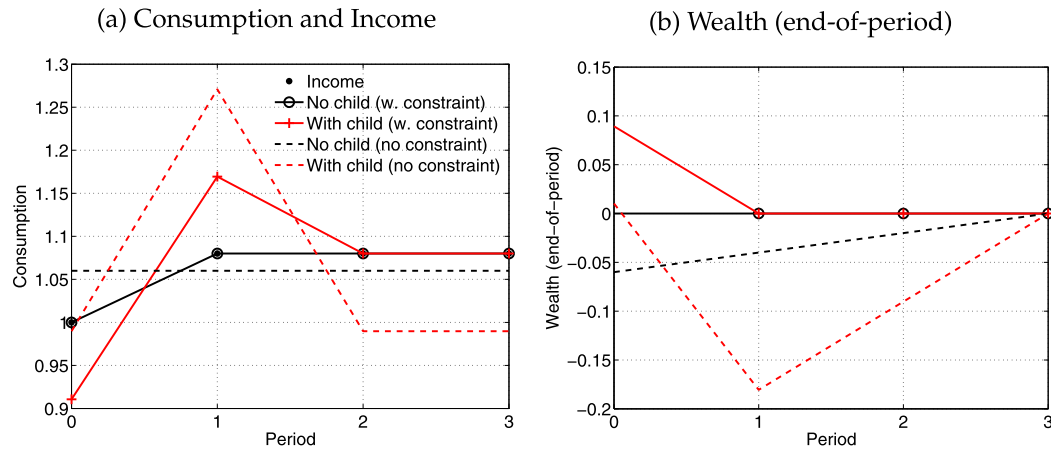 (a) Consumption and Income
1.3
1.25
1.2
1.15
1.1
1.05
1
0.95
0.9
Consumption
Income
No child (w. constraint)
With child (w. constraint)
No child (no constraint)
With child (no constraint)
0
1
2
3
Period
(b) Wealth (end-of-period)
0.15
0.1
0.05
0
−0.05
−0.1
−0.15
−0.2
Wealth (end−of−period)
0
1
2
3
Period